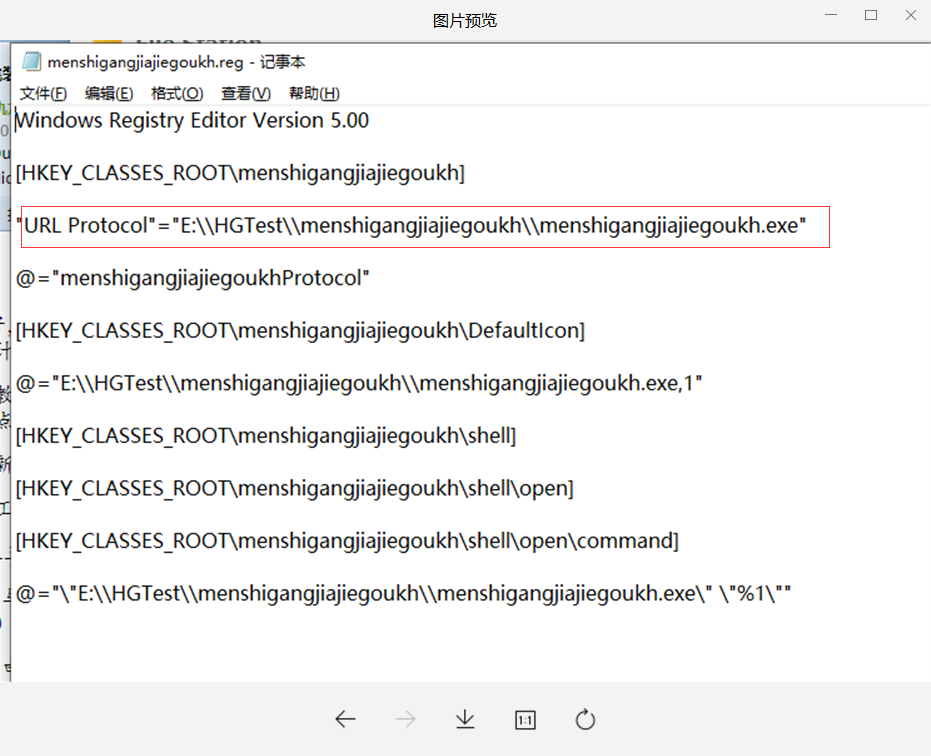 图片预览
File Station
menshigangjiajiegoukh.reg - 记事本
文件(F) 编辑(E) 格式(O) 查看(V) 帮助(H)
Windows Registry Editor Version 5.00
[HKEY_CLASSES_ROOT\menshigangjiajiegoukh]
"URL Protocol"="E:\\HGTest\\menshigangjiajiegoukh\\menshigangjiajiegoukh.exe"
@="menshigangjiajiegoukhProtocol"
[HKEY_CLASSES_ROOT\menshigangjiajiegoukh\DefaultIcon]
@="E:\\HGTest\\menshigangjiajiegoukh\\menshigangjiajiegoukh.exe,1"
[HKEY_CLASSES_ROOT\menshigangjiajiegoukh\shell]
[HKEY_CLASSES_ROOT\menshigangjiajiegoukh\shell\open]
[HKEY_CLASSES_ROOT\menshigangjiajiegoukh\shell\open\command]
@="\"E:\\HGTest\\menshigangjiajiegoukh\\menshigangjiajiegoukh.exe\" \"%1\""
1:1